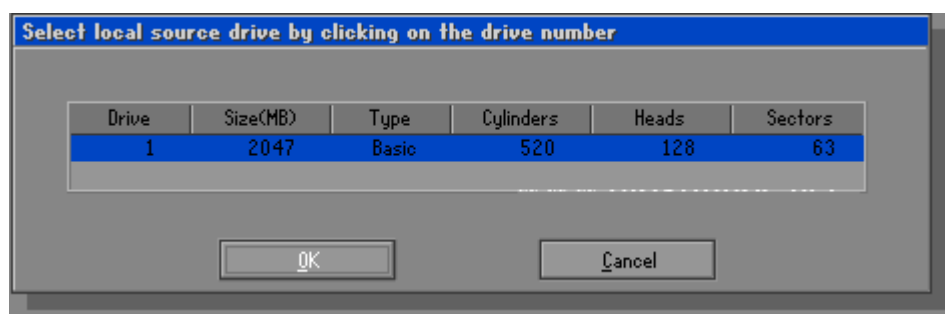 Select local source drive by clicking on the drive number
Drive Size(MB) Type Cylinders Heads Sectors
1 2047 Basic 520 128 63
OK Cancel